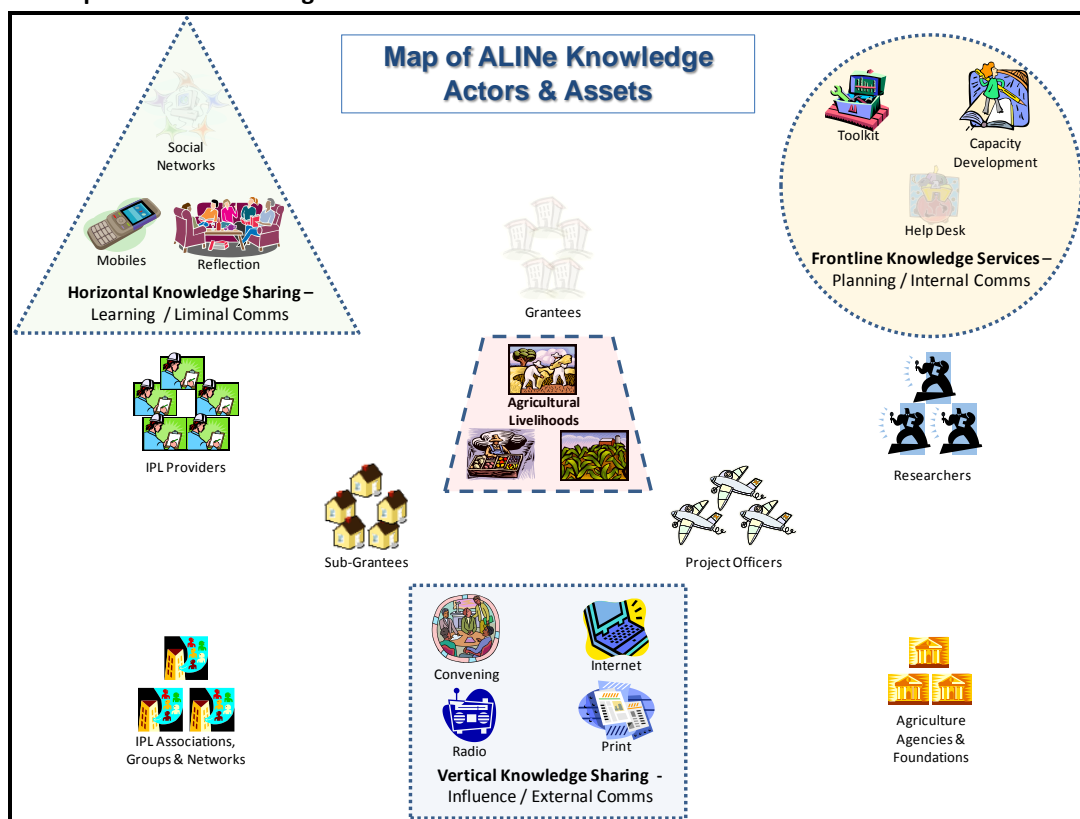 Map of ALINe Knowledge
Actors & Assets
Social
Networks
Mobiles
Reflection
Horizontal Knowledge Sharing –
Learning / Liminal Comms
Toolkit
Capacity
Development
Help Desk
Frontline Knowledge Services –
Planning / Internal Comms
Grantees
Agricultural
Livelihoods
IPL Providers
Researchers
Sub-Grantees
Project Officers
Convening
Internet
Radio
Print
Vertical Knowledge Sharing -
Influence / External Comms
IPL Associations,
Groups & Networks
Agriculture
Agencies &
Foundations